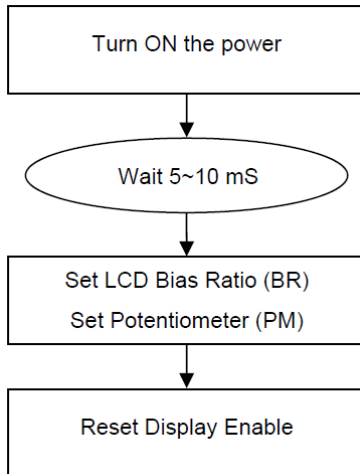 Turn ON the power
Wait 5~10 mS
Set LCD Bias Ratio (BR)
Set Potentiometer (PM)
Reset Display Enable